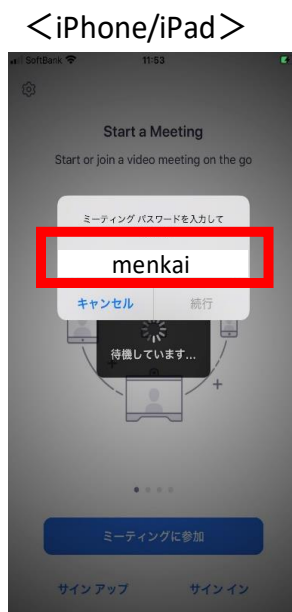 ＜iPhone/iPad＞
SoftBank 11:53
Start a Meeting
Start or join a video meeting on the go
ミーティング パスワードを入力して
menkai
キャンセル 続行
待機しています...
ミーティングに参加
サインアップ サインイン